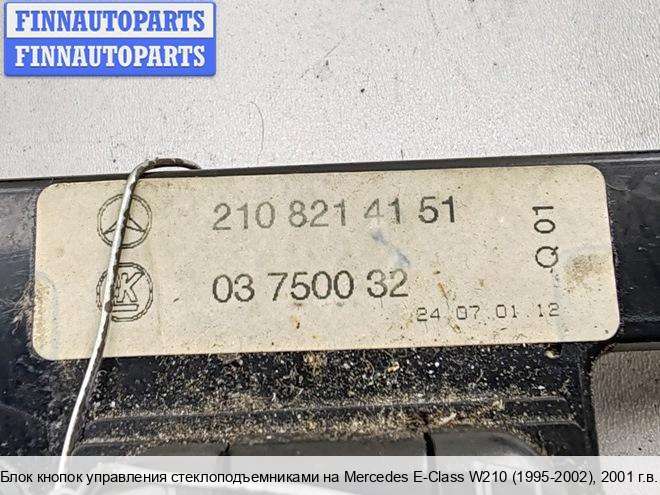 FINNAUTOPARTS
FINNAUTOPARTS
210 821 41 51
Q 01
K
03 7500 32
24 07 01 12
Блок кнопок управления стеклоподъемниками на Mercedes E-Class W210 (1995-2002), 2001 г.в.